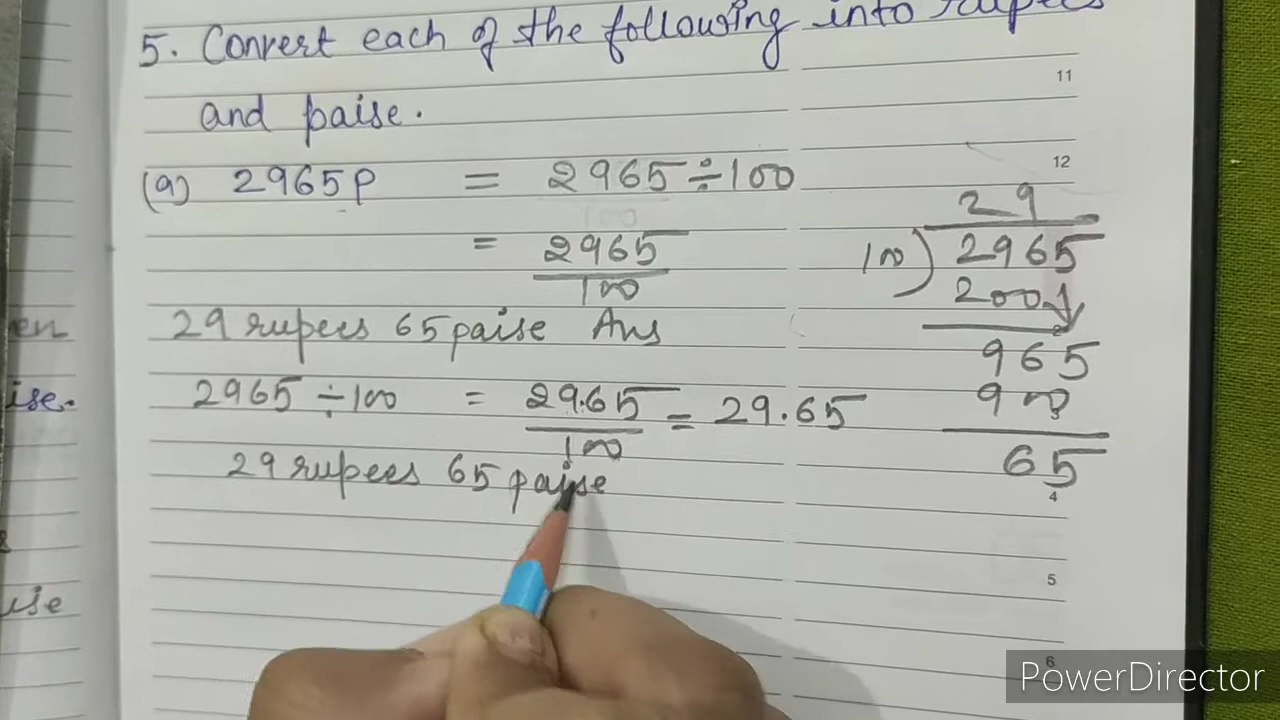 5. Convert each of the following into rupees
and paise.
(a) 2965p = 2965÷100
= 2965
100
29 rupees 65 paise Ans
2965÷100 = 29.65 = 29.65
100
29 rupees 65 paise
29
100) 2965
200↓
965
900
65
11
12
4
5
6
ise.
PowerDirector